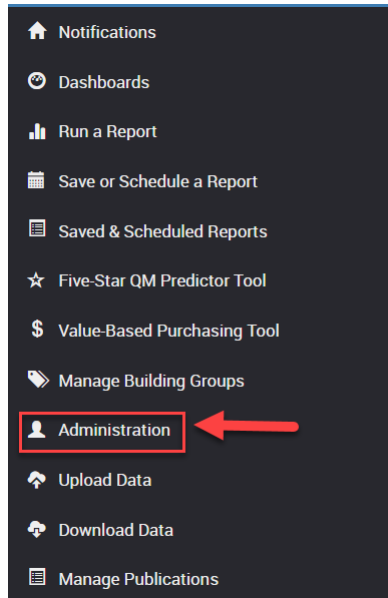 Notifications
Dashboards
Run a Report
Save or Schedule a Report
Saved & Scheduled Reports
Five-Star QM Predictor Tool
Value-Based Purchasing Tool
Manage Building Groups
Administration
Upload Data
Download Data
Manage Publications